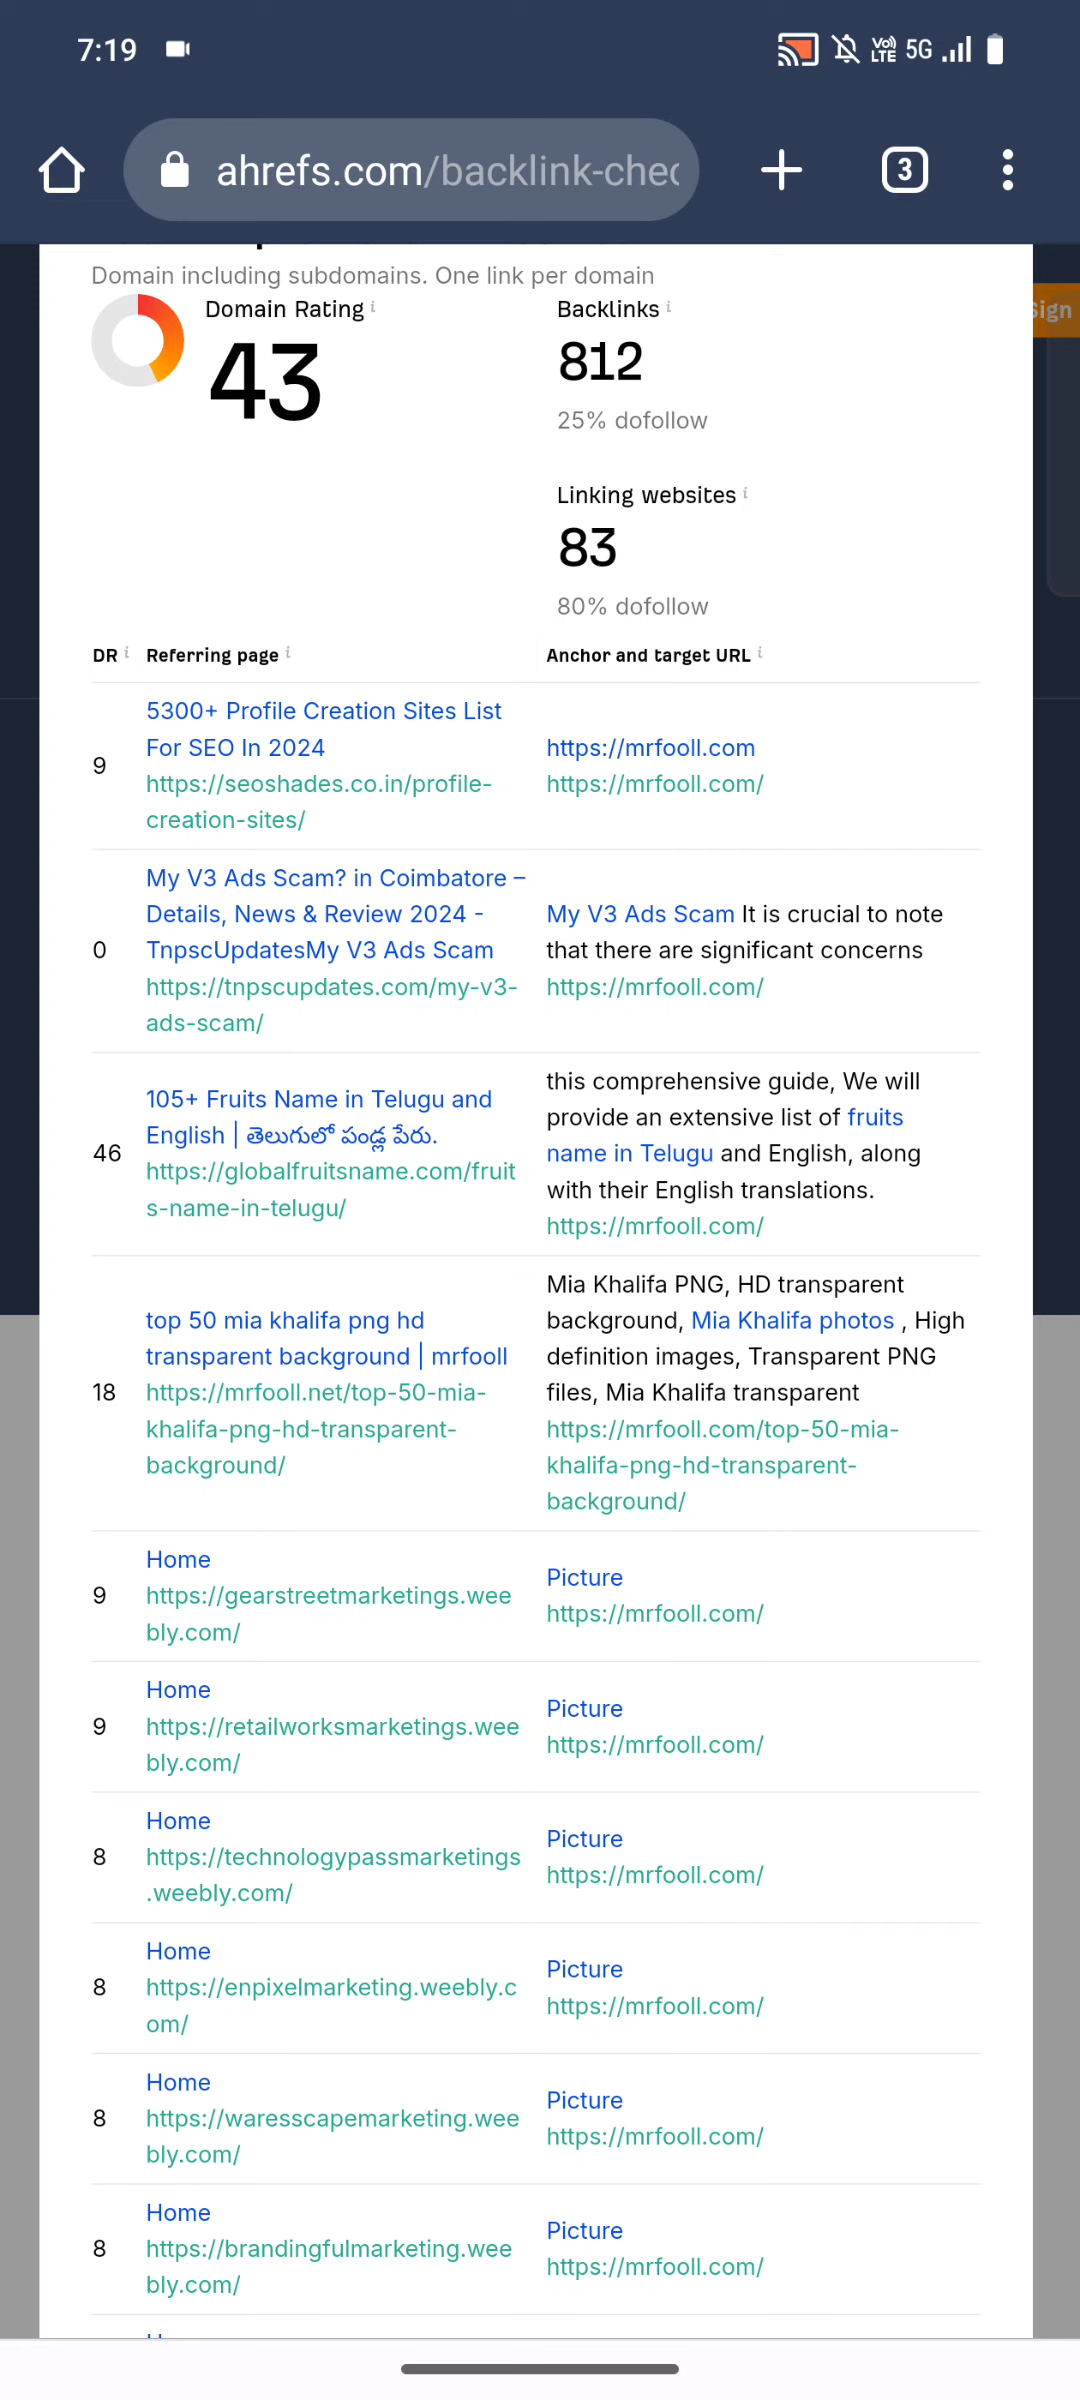 7:19
Vo)
LTE 5G
ahrefs.com/backlink-chec
3
Domain including subdomains. One link per domain
Sign
Domain Rating i
43
Backlinks i
812
25% dofollow
Linking websites i
83
80% dofollow
DR i Referring page i Anchor and target URL i
9
5300+ Profile Creation Sites List
For SEO In 2024
https://seoshades.co.in/profile-
creation-sites/
https://mrfooll.com
https://mrfooll.com/
0
My V3 Ads Scam? in Coimbatore –
Details, News & Review 2024 -
TnpscUpdatesMy V3 Ads Scam
https://tnpscupdates.com/my-v3-
ads-scam/
My V3 Ads Scam It is crucial to note
that there are significant concerns
https://mrfooll.com/
46
105+ Fruits Name in Telugu and
English | తెలుగులో పండ్ల పేరు.
https://globalfruitsname.com/fruit
s-name-in-telugu/
this comprehensive guide, We will
provide an extensive list of fruits
name in Telugu and English, along
with their English translations.
https://mrfooll.com/
18
top 50 mia khalifa png hd
transparent background | mrfooll
https://mrfooll.net/top-50-mia-
khalifa-png-hd-transparent-
background/
Mia Khalifa PNG, HD transparent
background, Mia Khalifa photos , High
definition images, Transparent PNG
files, Mia Khalifa transparent
https://mrfooll.com/top-50-mia-
khalifa-png-hd-transparent-
background/
9
Home
https://gearstreetmarketings.wee
bly.com/
Picture
https://mrfooll.com/
9
Home
https://retailworksmarketings.wee
bly.com/
Picture
https://mrfooll.com/
8
Home
https://technologypassmarketings
.weebly.com/
Picture
https://mrfooll.com/
8
Home
https://enpixelmarketing.weebly.c
om/
Picture
https://mrfooll.com/
8
Home
https://waresscapemarketing.wee
bly.com/
Picture
https://mrfooll.com/
8
Home
https://brandingfulmarketing.wee
bly.com/
Picture
https://mrfooll.com/